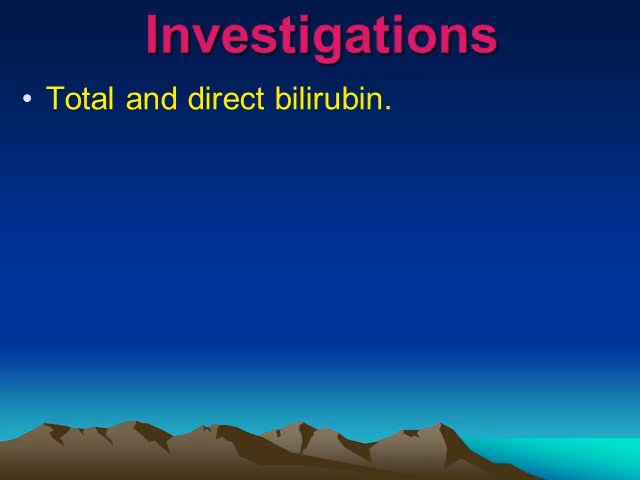 Investigations
• Total and direct bilirubin.